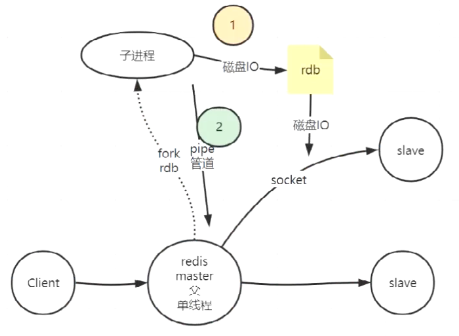 1
子进程
磁盘IO
rdb
2
磁盘IO
pipe
管道
fork
rdb
slave
socket
redis
master
父
单线程
Client
slave